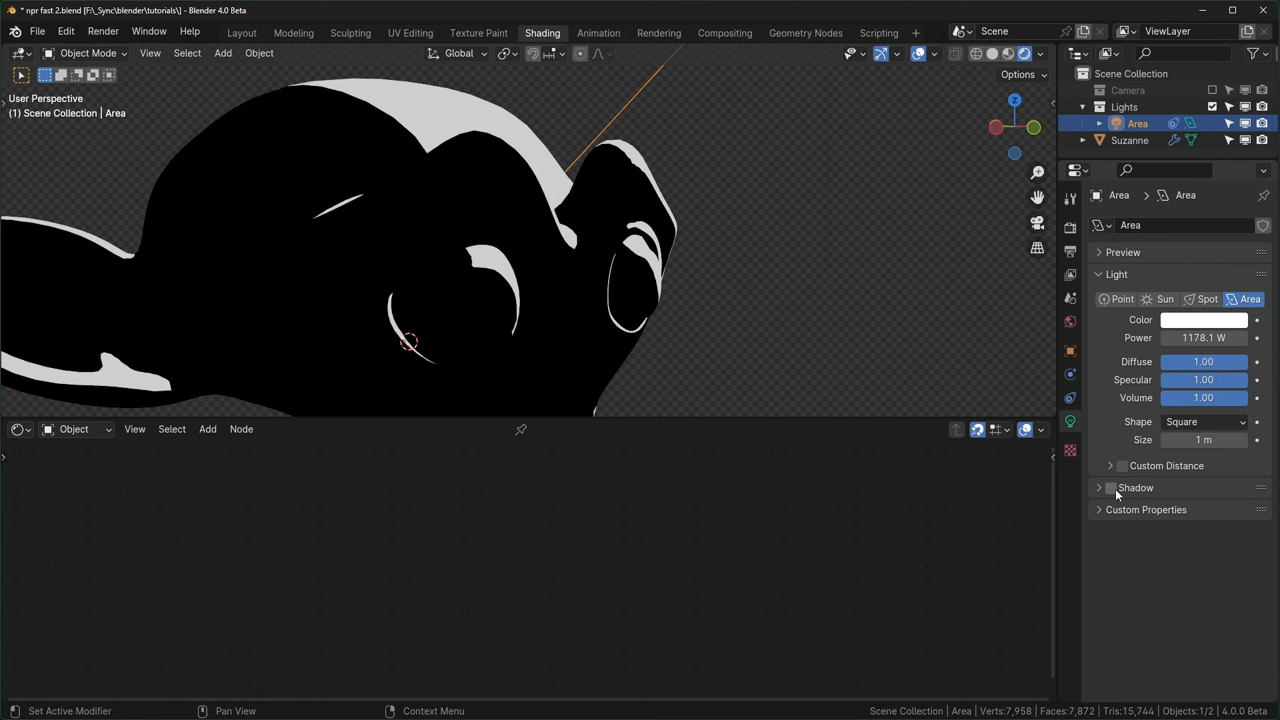 * npr fast 2.blend [F:\_Sync\blender\tutorials\] - Blender 4.0 Beta
File Edit Render Window Help Layout Modeling Sculpting UV Editing Texture Paint Shading Animation Rendering Compositing Geometry Nodes Scripting + Scene ViewLayer
Object Mode View Select Add Object Global
Options
User Perspective
(1) Scene Collection | Area
Z
Scene Collection
Camera
Lights
Area
Suzanne
Area > Area
Area
Preview
Light
Point Sun Spot Area
Color
Power 1178.1 W
Diffuse 1.00
Specular 1.00
Volume 1.00
Shape Square
Size 1 m
Custom Distance
Shadow
Custom Properties
Object View Select Add Node
Set Active Modifier Pan View Context Menu Scene Collection | Area | Verts:7,958 | Faces:7,872 | Tris:15,744 | Objects:1/2 | 4.0.0 Beta